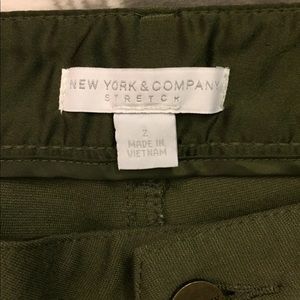 NEW YORK & COMPANY
STRETCH
2
MADE IN
VIETNAM